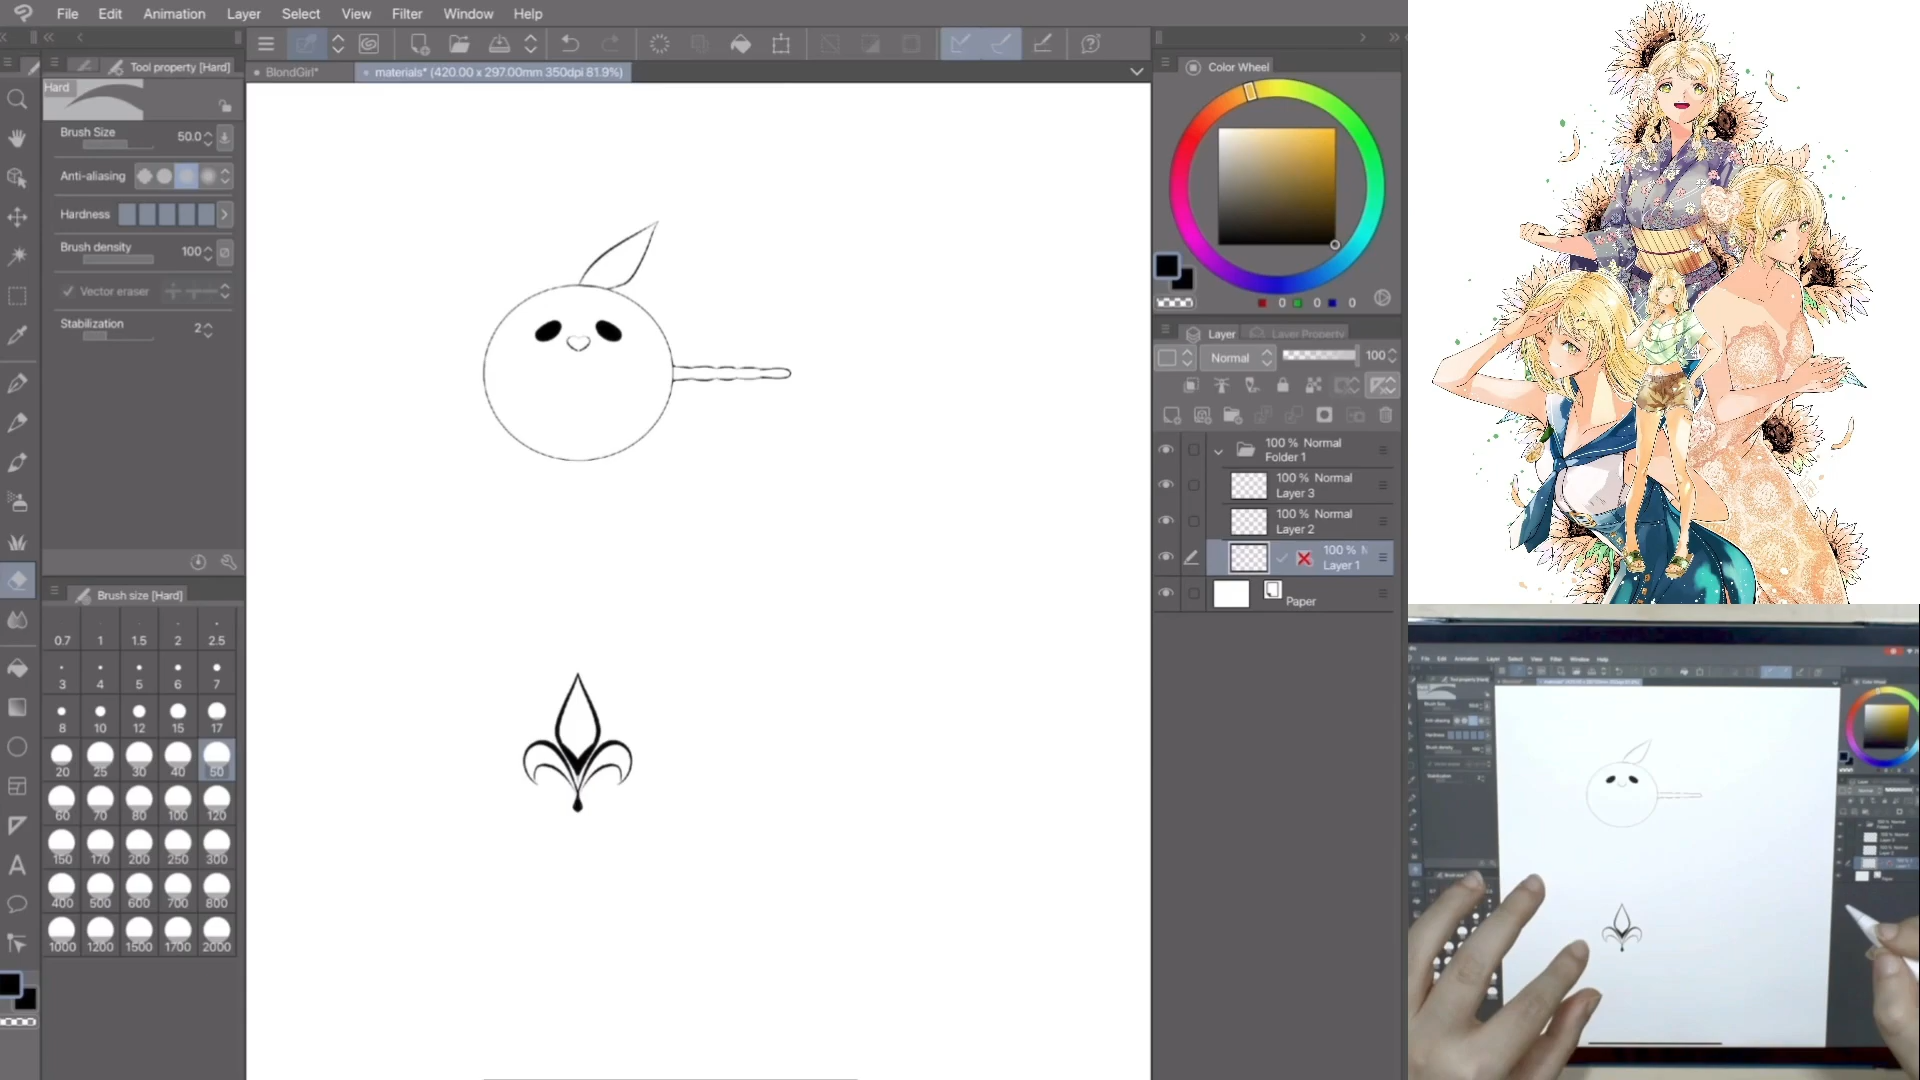 File Edit Animation Layer Select View Filter Window Help
Tool property [Hard]
BlondGirl*
materials* (420.00 x 297.00mm 350dpi 81.9%)
Color Wheel
Hard
Brush Size 50.0
Anti-aliasing
Hardness
Brush density 100
Vector eraser
Stabilization 2
0 0 0
Layer Layer Property
Normal 100
100 % Normal
Folder 1
100 % Normal
Layer 3
100 % Normal
Layer 2
100 % N
Layer 1
Paper
Brush size [Hard]
0.7 1 1.5 2 2.5
3 4 5 6 7
8 10 12 15 17
20 25 30 40 50
60 70 80 100 120
150 170 200 250 300
400 500 600 700 800
1000 1200 1500 1700 2000